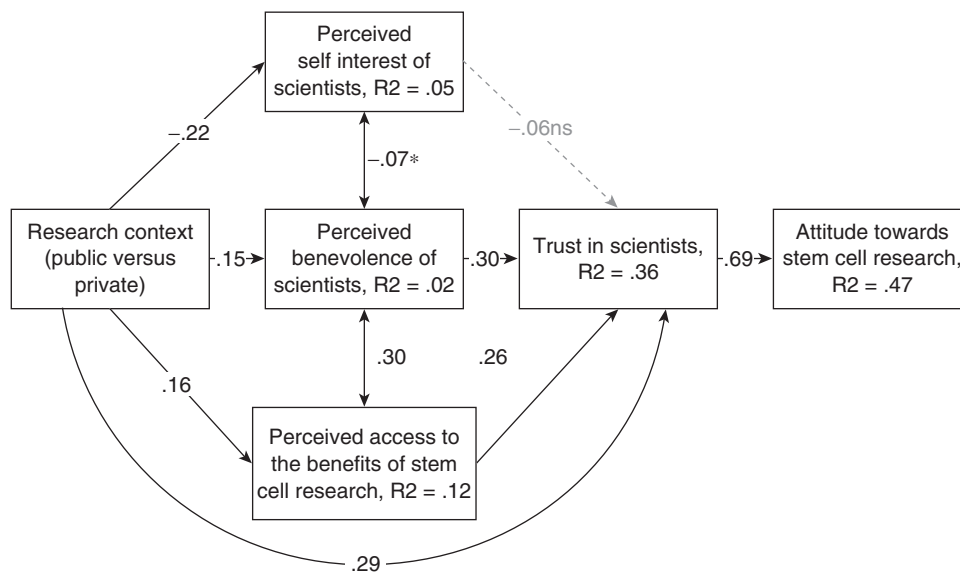 Perceived
self interest of
scientists, R2 = .05
–.22
–.06ns
–.07*
Research context
(public versus
private)
.15
Perceived
benevolence of
scientists, R2 = .02
.30
Trust in scientists,
R2 = .36
.69
Attitude towards
stem cell research,
R2 = .47
.16
.30
.26
Perceived access to
the benefits of stem
cell research, R2 = .12
.29